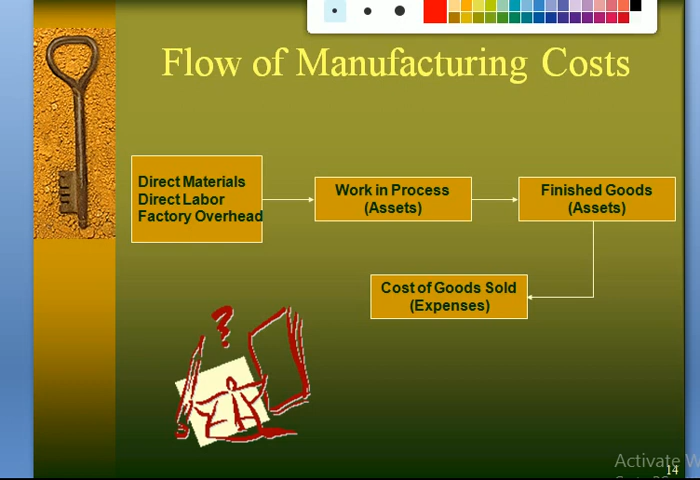 Flow of Manufacturing Costs
Direct Materials
Direct Labor
Factory Overhead
Work in Process
(Assets)
Finished Goods
(Assets)
Cost of Goods Sold
(Expenses)
?
Activate W
14